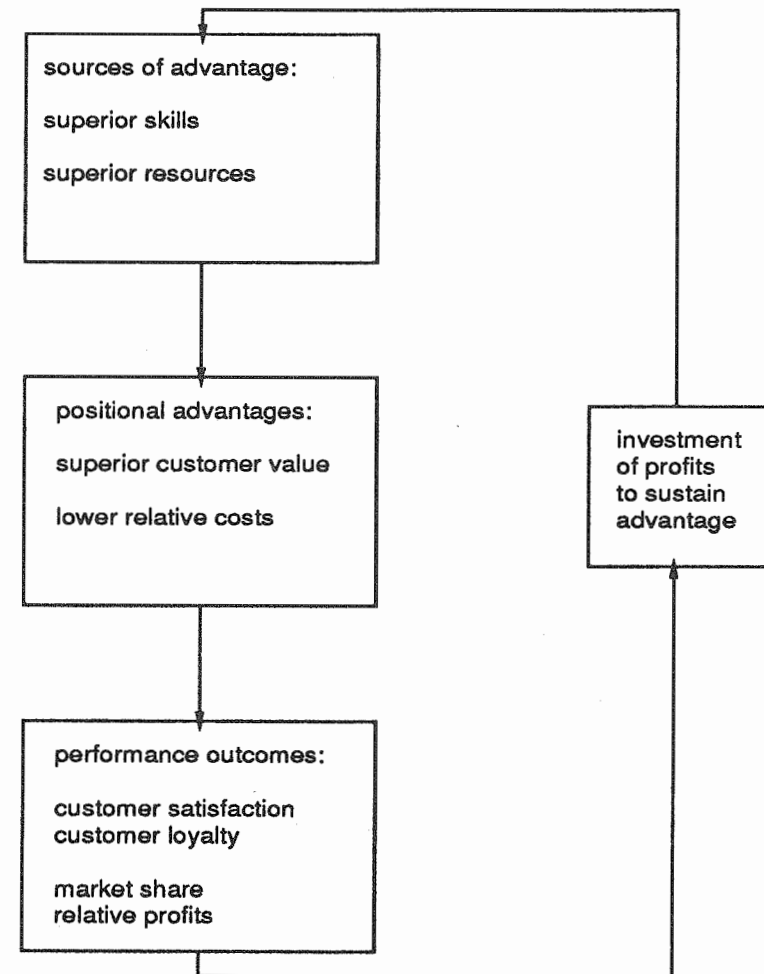 sources of advantage:
superior skills
superior resources
positional advantages:
superior customer value
lower relative costs
investment
of profits
to sustain
advantage
performance outcomes:
customer satisfaction
customer loyalty
market share
relative profits